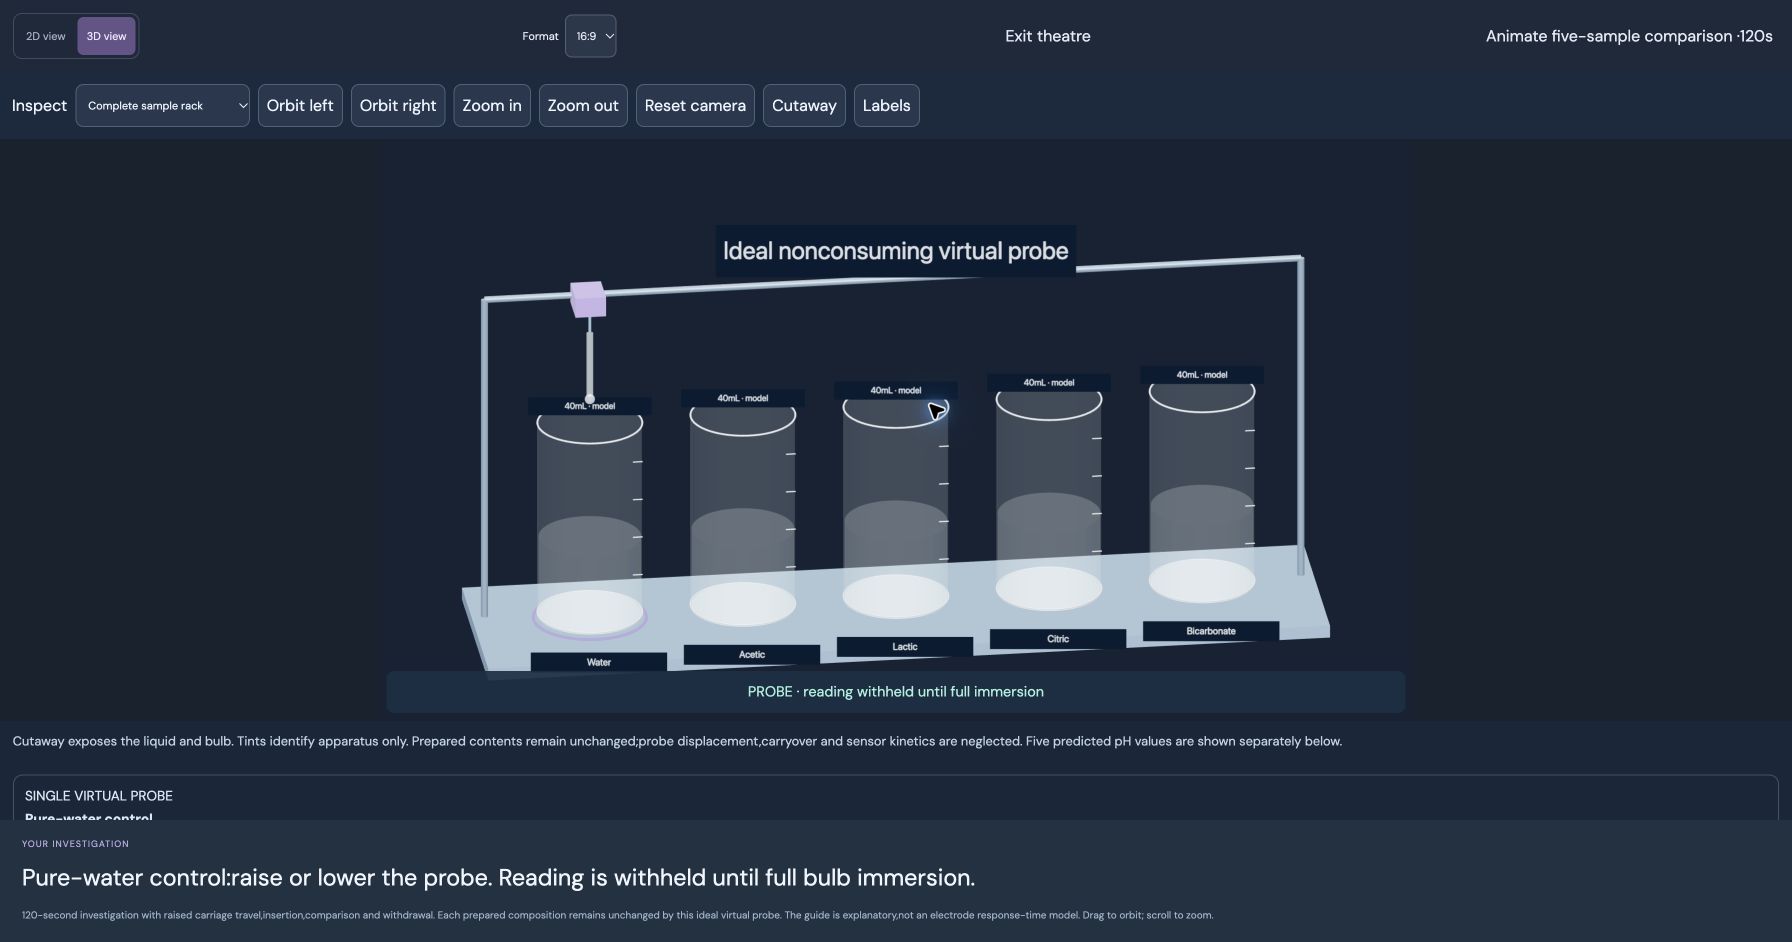 2D view
3D view
Format
16:9
Exit theatre
Animate five-sample comparison ·120s
Inspect
Complete sample rack
Orbit left
Orbit right
Zoom in
Zoom out
Reset camera
Cutaway
Labels
Ideal nonconsuming virtual probe
40mL · model
40mL · model
40mL · model
40mL · model
40mL · model
Water
Acetic
Lactic
Citric
Bicarbonate
PROBE · reading withheld until full immersion
Cutaway exposes the liquid and bulb. Tints identify apparatus only. Prepared contents remain unchanged;probe displacement,carryover and sensor kinetics are neglected. Five predicted pH values are shown separately below.
SINGLE VIRTUAL PROBE
Pure-water control
YOUR INVESTIGATION
Pure-water control:raise or lower the probe. Reading is withheld until full bulb immersion.
120-second investigation with raised carriage travel,insertion,comparison and withdrawal. Each prepared composition remains unchanged by this ideal virtual probe. The guide is explanatory,not an electrode response-time model. Drag to orbit; scroll to zoom.